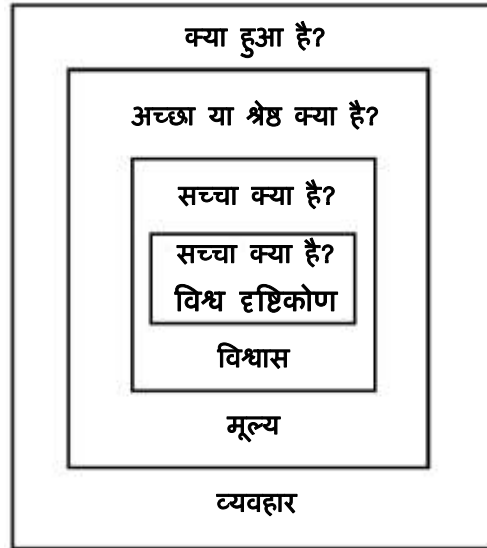 क्या हुआ है?
अच्छा या श्रेष्ठ क्या है?
सच्चा क्या है?
सच्चा क्या है?
विश्व दृष्टिकोण
विश्वास
मूल्य
व्यवहार